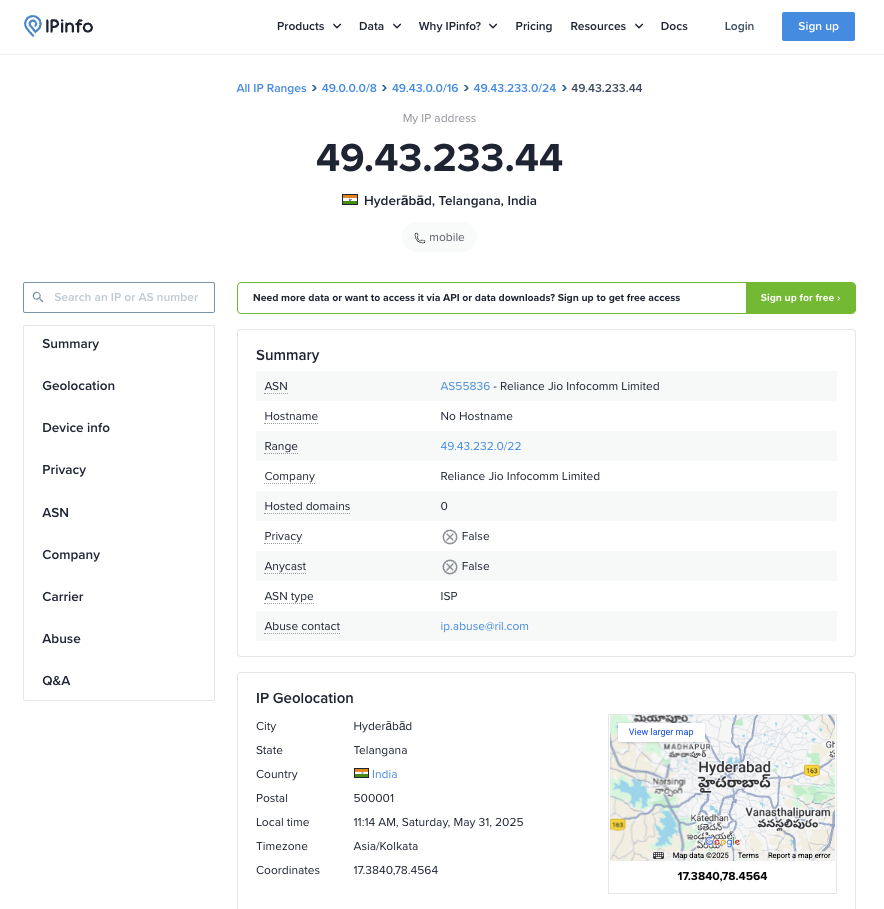 IPinfo
Products Data Why IPinfo? Pricing Resources Docs Login Sign up
All IP Ranges > 49.0.0.0/8 > 49.43.0.0/16 > 49.43.233.0/24 > 49.43.233.44
My IP address
49.43.233.44
Hyderābād, Telangana, India
mobile
Search an IP or AS number
Need more data or want to access it via API or data downloads? Sign up to get free access
Sign up for free ›
Summary
Geolocation
Device info
Privacy
ASN
Company
Carrier
Abuse
Q&A
Summary
ASN AS55836 - Reliance Jio Infocomm Limited
Hostname No Hostname
Range 49.43.232.0/22
Company Reliance Jio Infocomm Limited
Hosted domains 0
Privacy False
Anycast False
ASN type ISP
Abuse contact ip.abuse@ril.com
IP Geolocation
City Hyderābād
State Telangana
Country India
Postal 500001
Local time 11:14 AM, Saturday, May 31, 2025
Timezone Asia/Kolkata
Coordinates 17.3840,78.4564
మియాపూర్
View larger map
MADHAPUR
మాదాపూర్
Hyderabad
హైదరాబాద్
163
Narsingi
నార్సింగి
Vanasthalipuram
వనస్థలిపురం
163
Katedhan
Google
Map data ©2025 Terms Report a map error
17.3840,78.4564